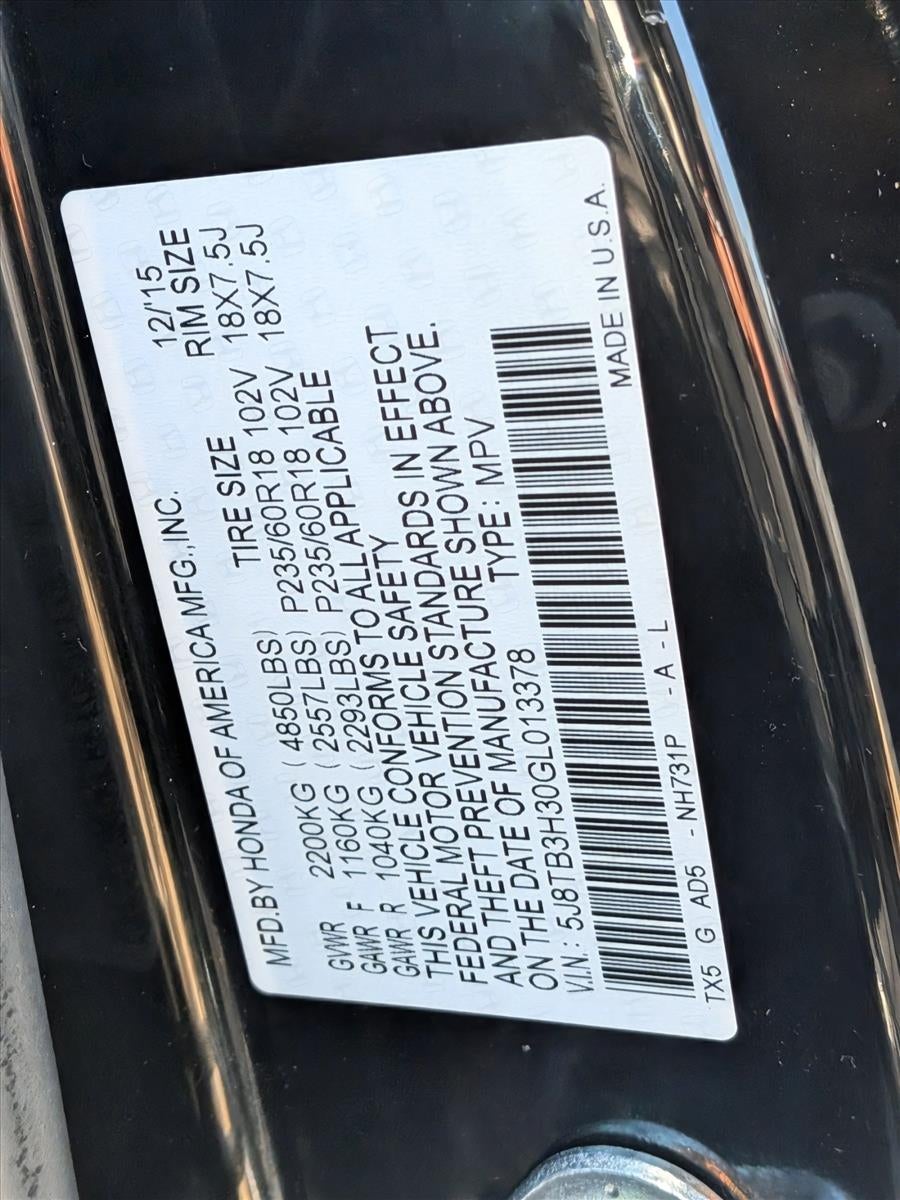 MFD.BY HONDA OF AMERICA MFG.,INC. 12/'15
TIRE SIZE RIM SIZE
GVWR 2200KG ( 4850LBS)
GAWR F 1160KG ( 2557LBS) P235/60R18 102V 18X7.5J
GAWR R 1040KG ( 2293LBS) P235/60R18 102V 18X7.5J
THIS VEHICLE CONFORMS TO ALL APPLICABLE
FEDERAL MOTOR VEHICLE SAFETY
AND THEFT PREVENTION STANDARDS IN EFFECT
ON THE DATE OF MANUFACTURE SHOWN ABOVE.
V.I.N.: 5J8TB3H30GL013378 TYPE: MPV
TX5 G AD5 - NH731P - A - L MADE IN U.S.A.